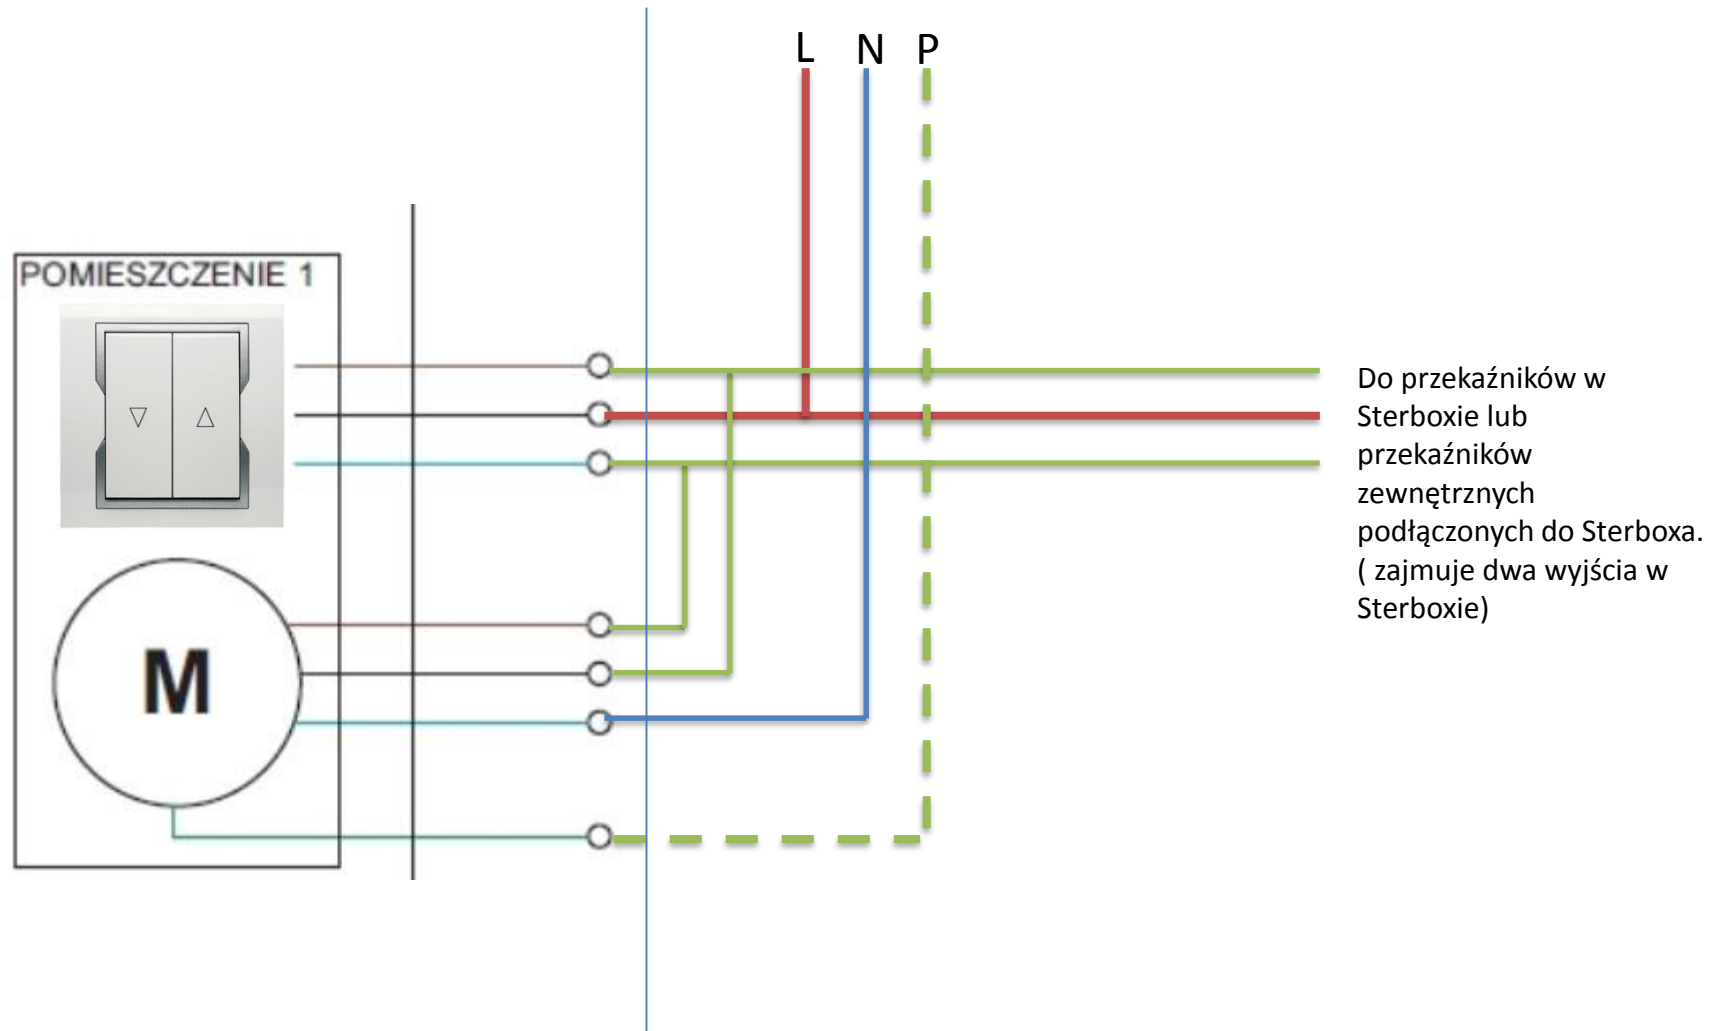 L N P
POMIESZCZENIE 1
M
Do przekaźników w
Sterboxie lub
przekaźników
zewnętrznych
podłączonych do Sterboxa.
( zajmuje dwa wyjścia w
Sterboxie)